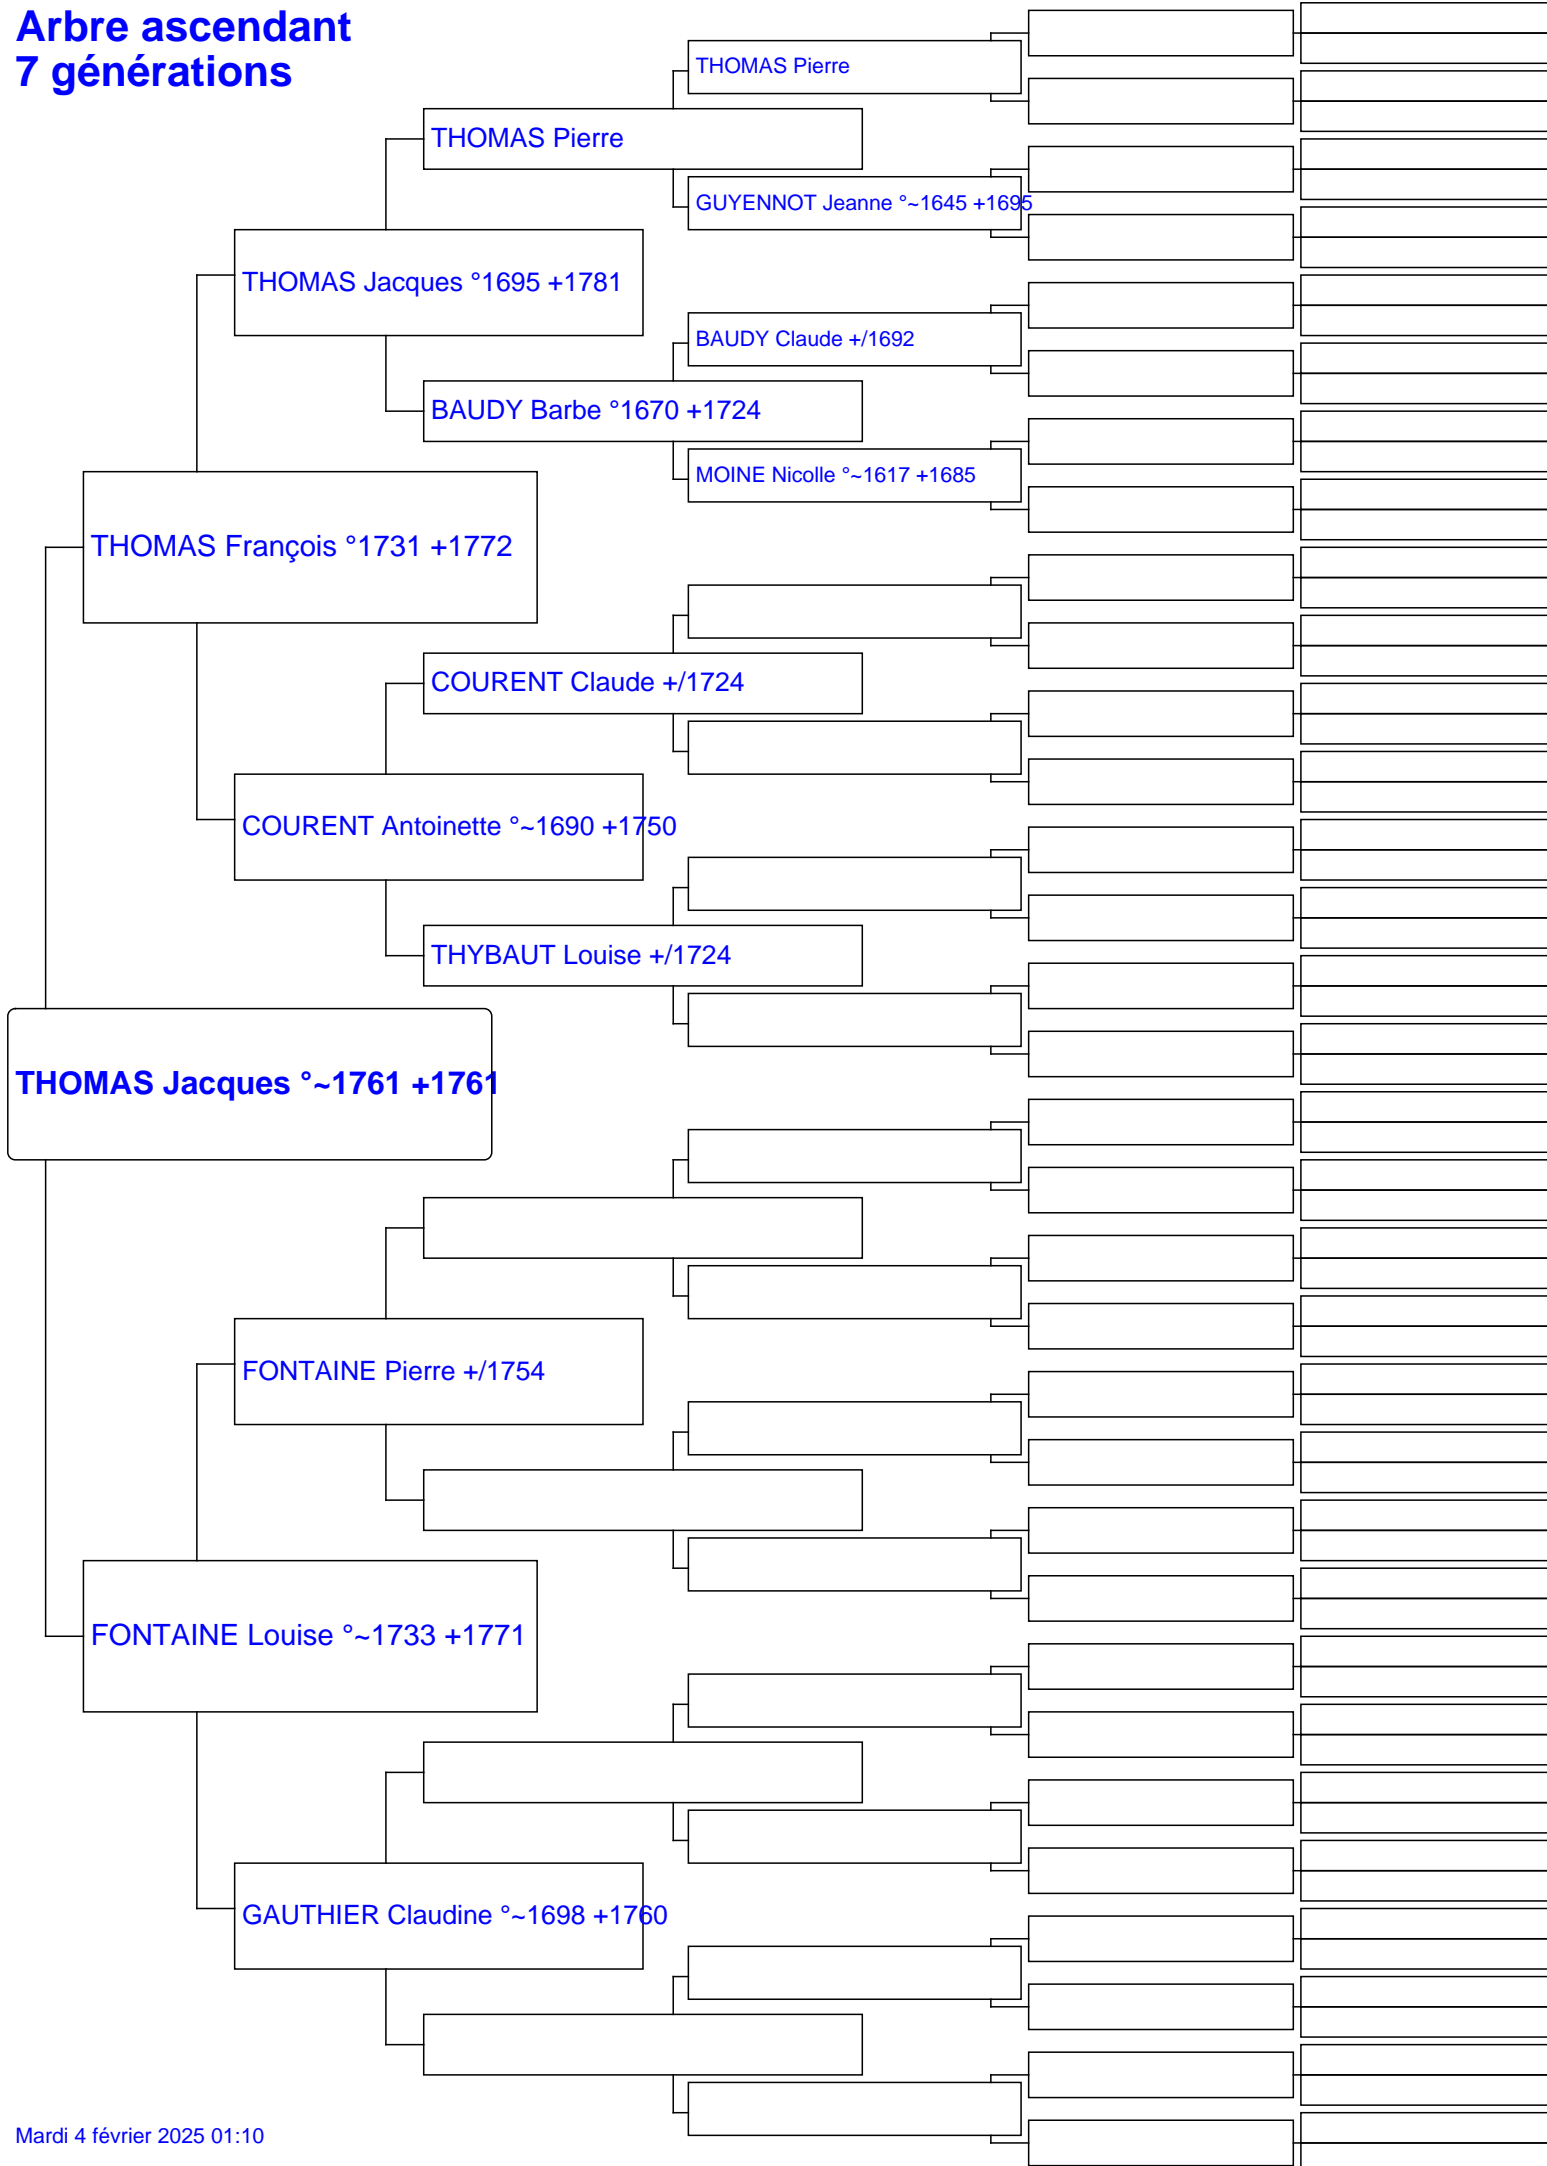 Arbre ascendant
7 générations
THOMAS Pierre
THOMAS Pierre
GUYENNOT Jeanne °~1645 +1695
THOMAS Jacques °1695 +1781
BAUDY Claude +/1692
BAUDY Barbe °1670 +1724
MOINE Nicolle °~1617 +1685
THOMAS François °1731 +1772
COURENT Claude +/1724
COURENT Antoinette °~1690 +1750
THYBAUT Louise +/1724
THOMAS Jacques °~1761 +1761
FONTAINE Pierre +/1754
FONTAINE Louise °~1733 +1771
GAUTHIER Claudine °~1698 +1760
Mardi 4 février 2025 01:10